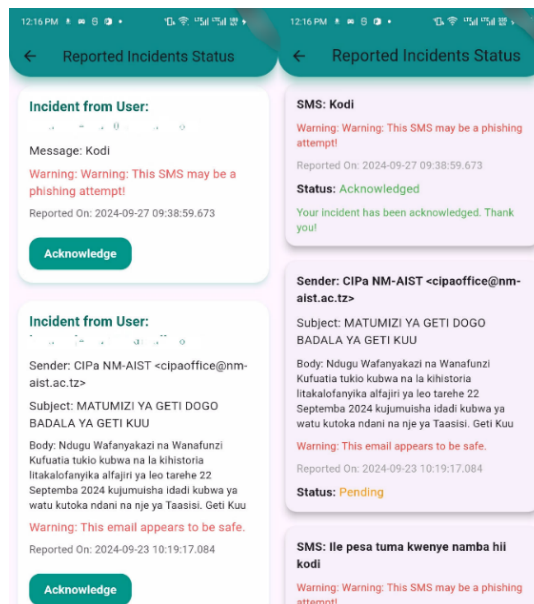 12:16 PM
Reported Incidents Status
Incident from User:
Message: Kodi
Warning: Warning: This SMS may be a
phishing attempt!
Reported On: 2024-09-27 09:38:59.673
Acknowledge
Incident from User:
Sender: CIPa NM-AIST <cipaoffice@nm-
aist.ac.tz>
Subject: MATUMIZI YA GETI DOGO
BADALA YA GETI KUU
Body: Ndugu Wafanyakazi na Wanafunzi
Kufuatia tukio kubwa na la kihistoria
litakalofanyika alfajiri ya leo tarehe 22
Septemba 2024 kujumuisha idadi kubwa ya
watu kutoka ndani na nje ya Taasisi. Geti Kuu
Warning: This email appears to be safe.
Reported On: 2024-09-23 10:19:17.084
Acknowledge
12:16 PM
Reported Incidents Status
SMS: Kodi
Warning: Warning: This SMS may be a phishing
attempt!
Reported On: 2024-09-27 09:38:59.673
Status: Acknowledged
Your incident has been acknowledged. Thank
you!
Sender: CIPa NM-AIST <cipaoffice@nm-
aist.ac.tz>
Subject: MATUMIZI YA GETI DOGO
BADALA YA GETI KUU
Body: Ndugu Wafanyakazi na Wanafunzi
Kufuatia tukio kubwa na la kihistoria
litakalofanyika alfajiri ya leo tarehe 22
Septemba 2024 kujumuisha idadi kubwa ya
watu kutoka ndani na nje ya Taasisi. Geti Kuu
Warning: This email appears to be safe.
Reported On: 2024-09-23 10:19:17.084
Status: Pending
SMS: Ile pesa tuma kwenye namba hii
kodi
Warning: Warning: This SMS may be a phishing
attempt!